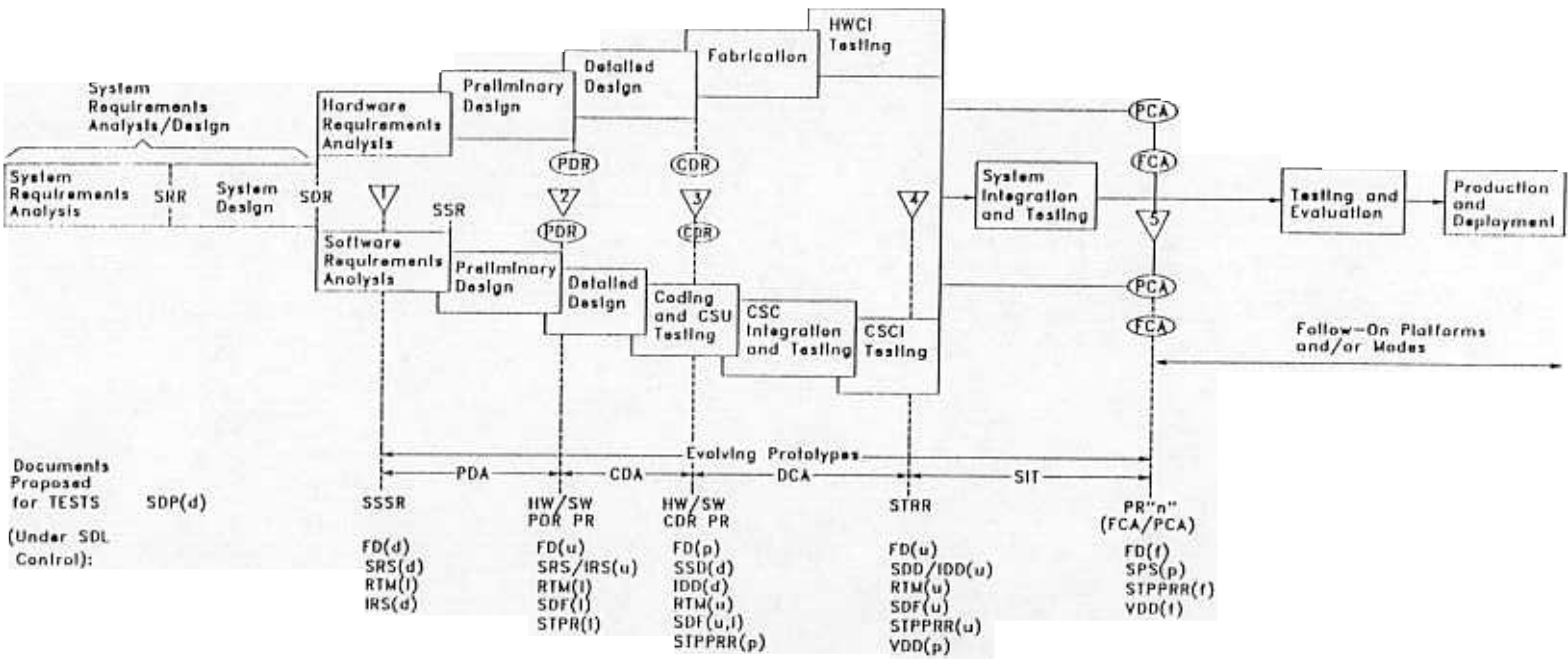 HWCI
Testing
Fabrication
Detailed
Design
Preliminary
Design
Hardware
Requirements
Analysis
System
Requirements
Analysis/Design
PCA
PDR
CDR
FCA
System
Requirements
Analysis
SRR
System
Design
SDR
1
2
3
4
System
Integration
and Testing
Testing and
Evaluation
Production
and
Deployment
SSR
PDR
CDR
5
Software
Requirements
Analysis
Preliminary
Design
Detailed
Design
Coding
and CSU
Testing
CSC
Integration
and Testing
CSCI
Testing
PCA
FCA
Follow-On Platforms
and/or Modes
Evolving Prototypes
PDA
CDA
DCA
SIT
Documents
Proposed
for TESTS SDP(d)
(Under SDL
Control):
SSSR
FD(d)
SRS(d)
RTM(i)
IRS(d)
HW/SW
PDR PR
FD(u)
SRS/IRS(u)
RTM(i)
SDF(i)
STPR(i)
HW/SW
CDR PR
FD(p)
SSD(d)
IDD(d)
RTM(u)
SDF(u,i)
STPPRR(p)
STRR
FD(u)
SDD/IDD(u)
RTM(u)
SDF(u)
STPPRR(u)
VDD(p)
PR"n"
(FCA/PCA)
FD(f)
SPS(p)
STPPRR(f)
VDD(f)